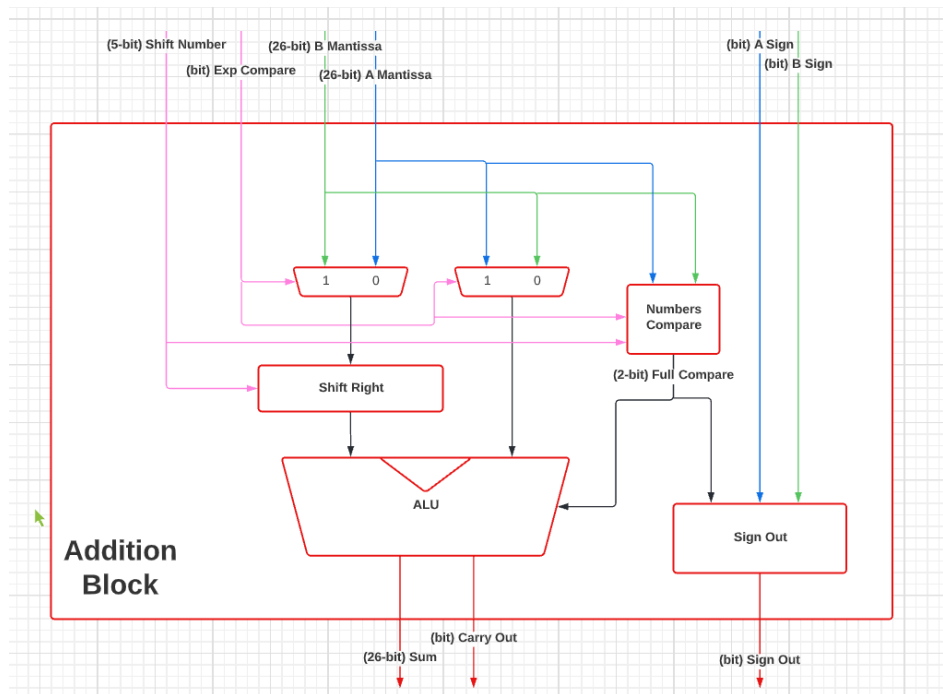 (5-bit) Shift Number
(26-bit) B Mantissa
(bit) A Sign
(bit) B Sign
(bit) Exp Compare
(26-bit) A Mantissa
1 0
1 0
Numbers
Compare
(2-bit) Full Compare
Shift Right
ALU
Sign Out
Addition
Block
(bit) Carry Out
(26-bit) Sum
(bit) Sign Out